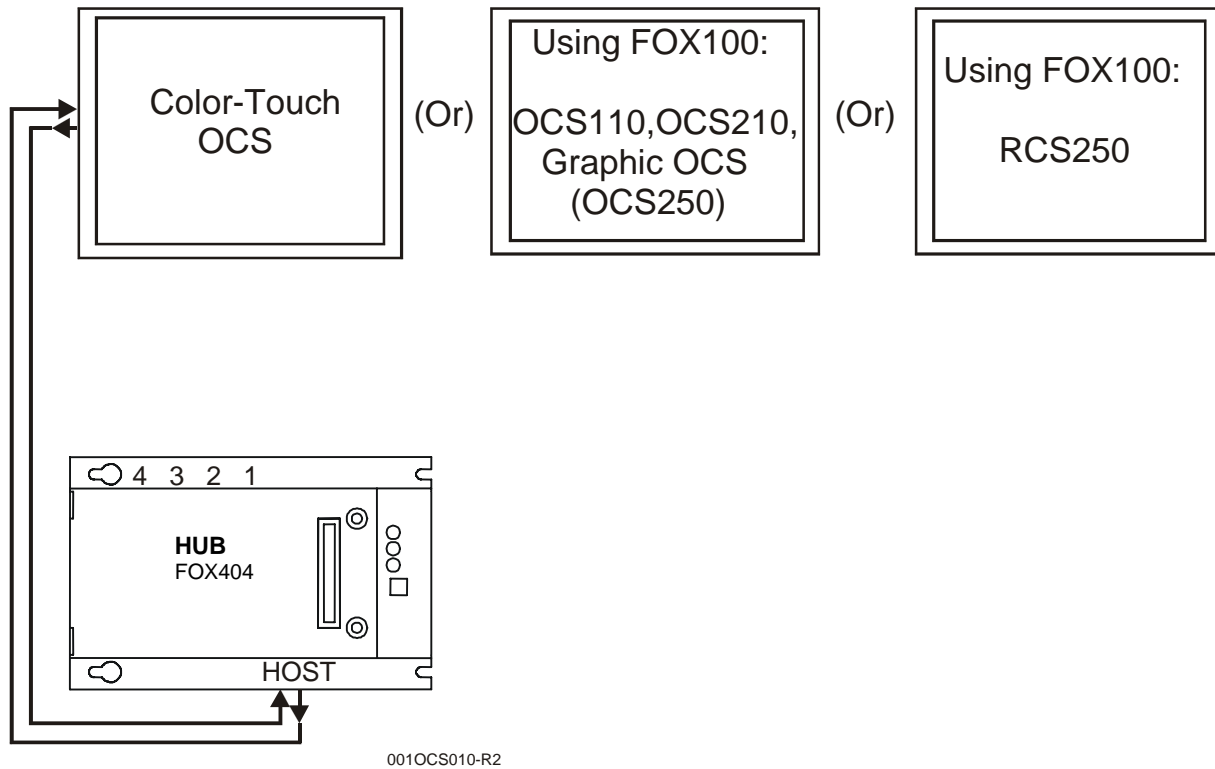 Color-Touch
OCS
(Or)
Using FOX100:
OCS110,OCS210,
Graphic OCS
(OCS250)
(Or)
Using FOX100:
RCS250
4 3 2 1
HUB
FOX404
HOST
001OCS010-R2